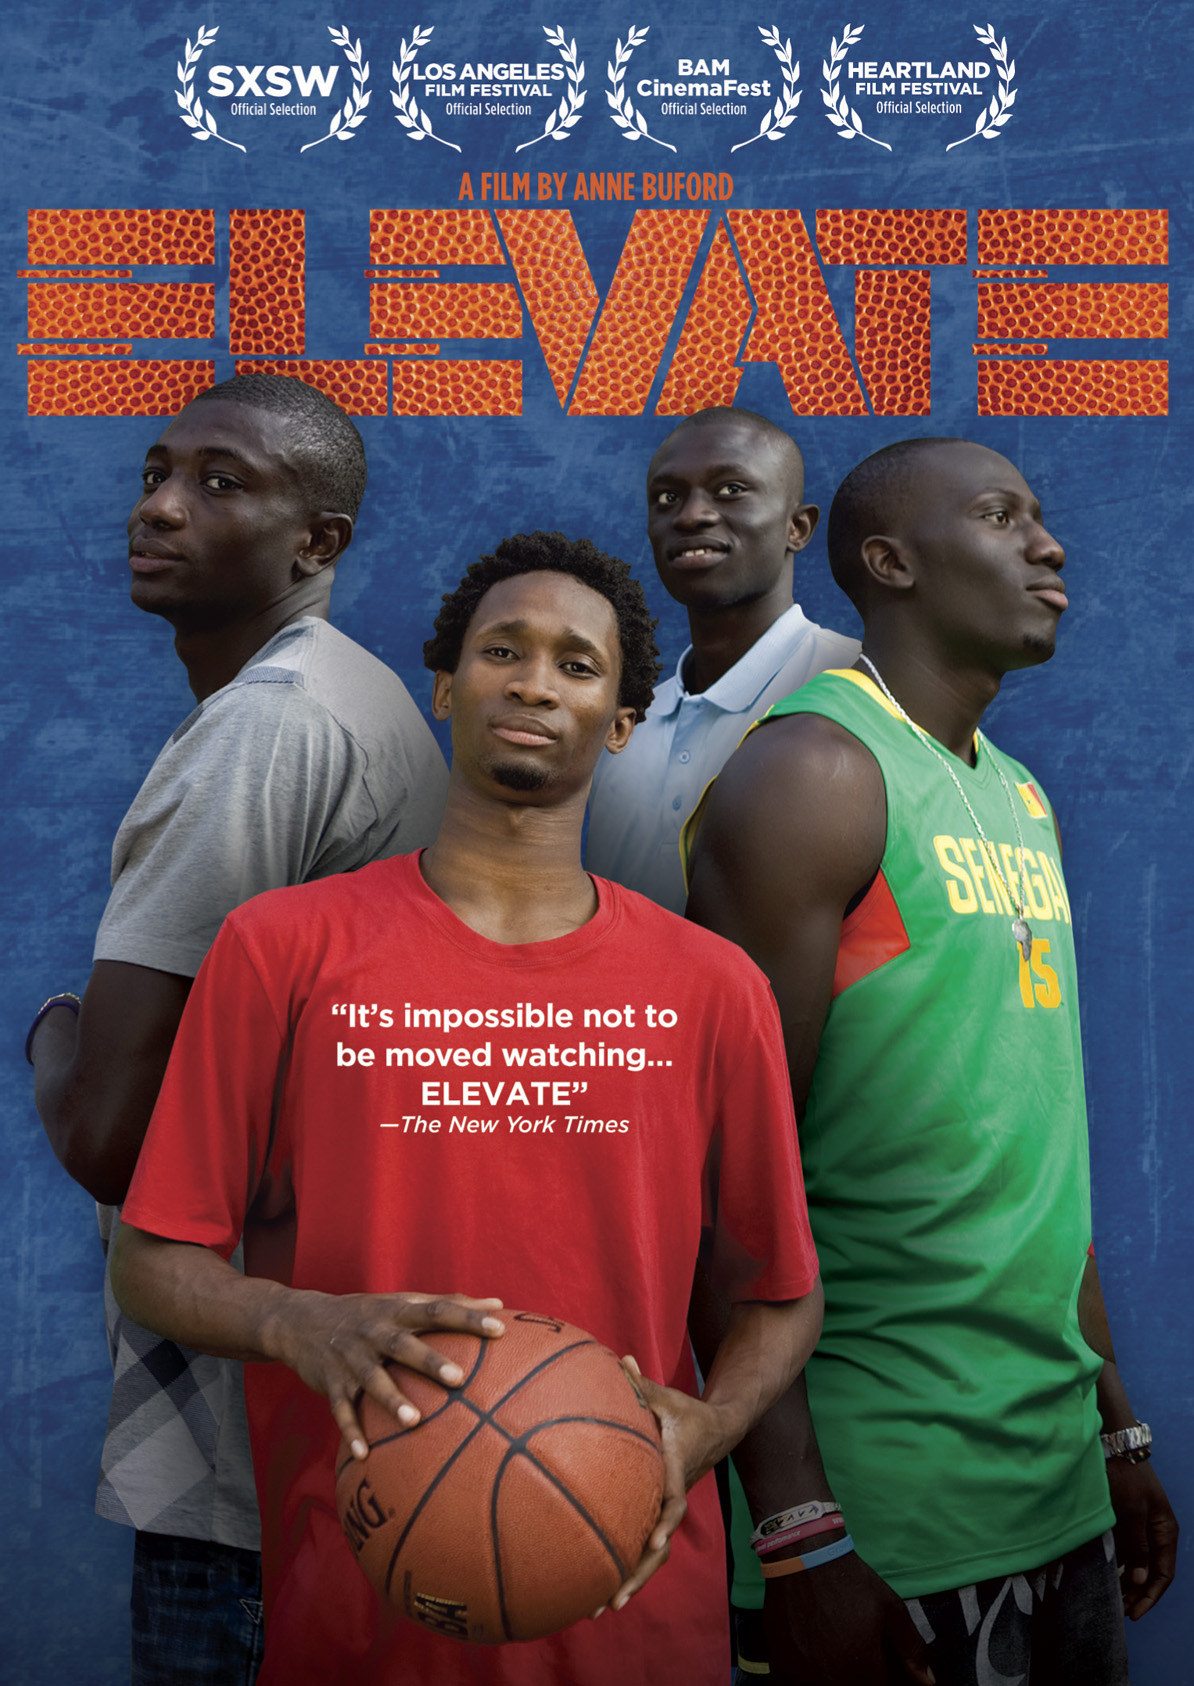 SXSW
Official Selection
LOS ANGELES
FILM FESTIVAL
Official Selection
BAM
CinemaFest
Official Selection
HEARTLAND
FILM FESTIVAL
Official Selection
A FILM BY ANNE BUFORD
ELEVATE
SENEGAL
15
“It’s impossible not to
be moved watching...
ELEVATE”
—The New York Times